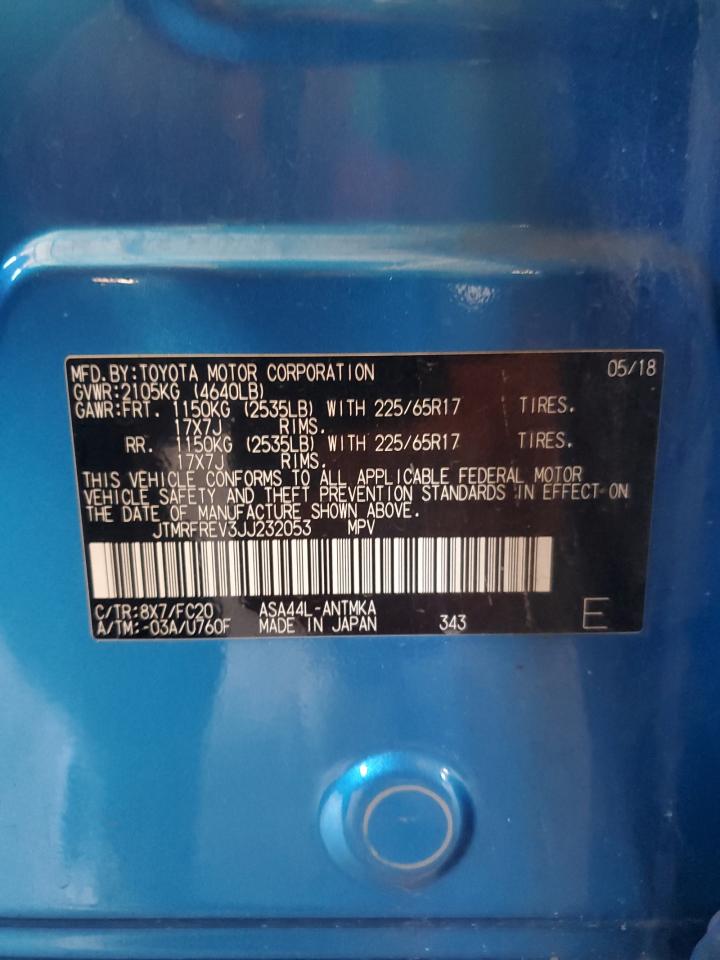 MFD.BY:TOYOTA MOTOR CORPORATION 05/18
GVWR:2105KG (4640LB)
GAWR:FRT. 1150KG (2535LB) WITH 225/65R17 TIRES.
17X7J RIMS.
RR. 1150KG (2535LB) WITH 225/65R17 TIRES.
17X7J RIMS.
THIS VEHICLE CONFORMS TO ALL APPLICABLE FEDERAL MOTOR
VEHICLE SAFETY AND THEFT PREVENTION STANDARDS IN EFFECT ON
THE DATE OF MANUFACTURE SHOWN ABOVE.
JTMRFREV3JJ232053 MPV
C/TR:8X7/FC20 ASA44L-ANTMKA
A/TM:-03A/U760F MADE IN JAPAN 343 E